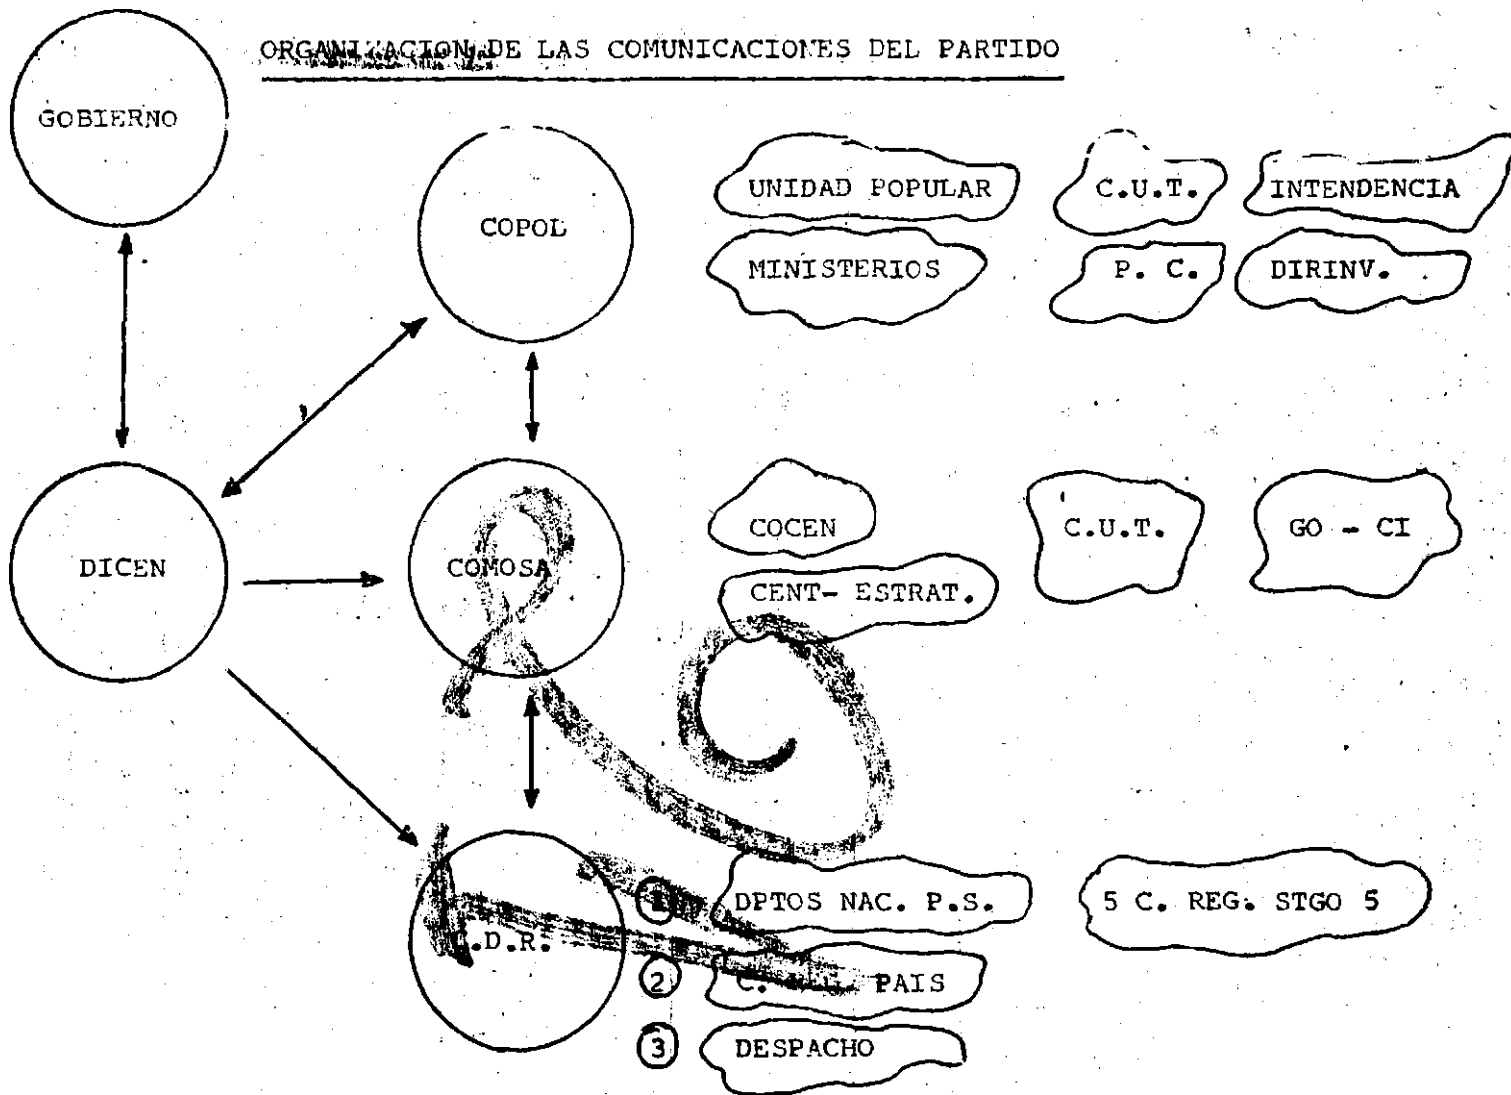 ORGANIZACION DE LAS COMUNICACIONES DEL PARTIDO
GOBIERNO
COPOL
UNIDAD POPULAR
C.U.T.
INTENDENCIA
MINISTERIOS
P. C.
DIRINV.
DICEN
COMOSA
COCEN
C.U.T.
GO - CI
CENT- ESTRAT.
.D.R.
1 DPTOS NAC. P.S.
5 C. REG. STGO 5
2 C. PAIS
3 DESPACHO